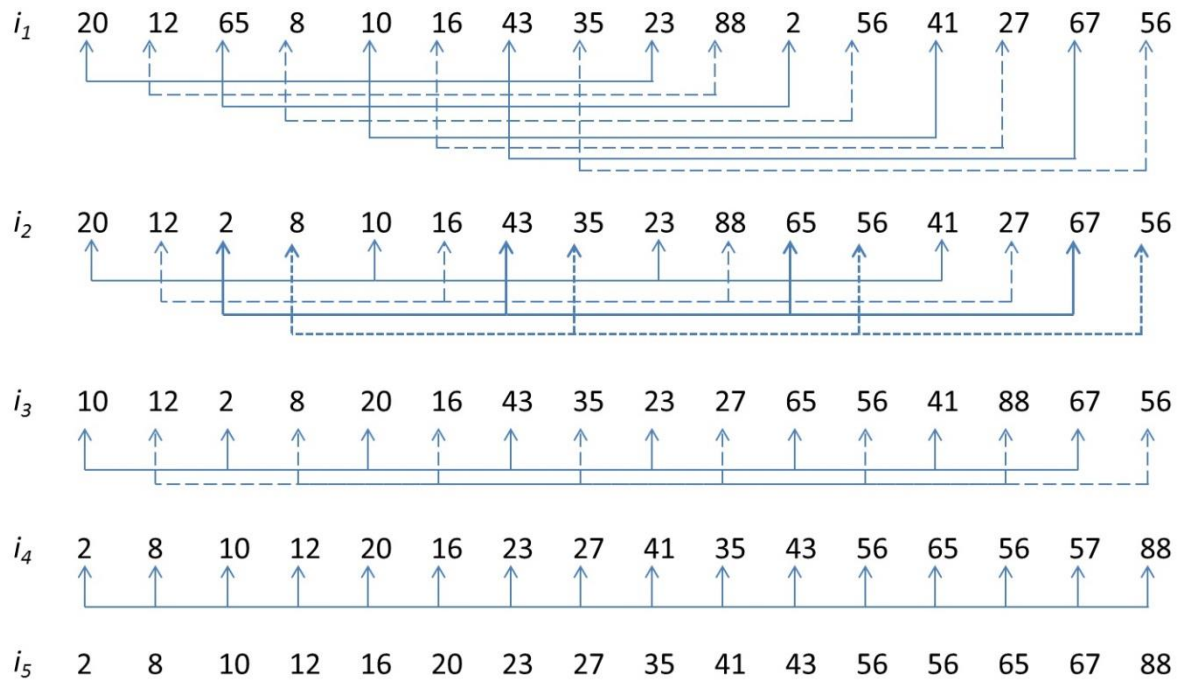 i1 20 12 65 8 10 16 43 35 23 88 2 56 41 27 67 56
i2 20 12 2 8 10 16 43 35 23 88 65 56 41 27 67 56
i3 10 12 2 8 20 16 43 35 23 27 65 56 41 88 67 56
i4 2 8 10 12 20 16 23 27 41 35 43 56 65 56 57 88
i5 2 8 10 12 16 20 23 27 35 41 43 56 56 65 67 88